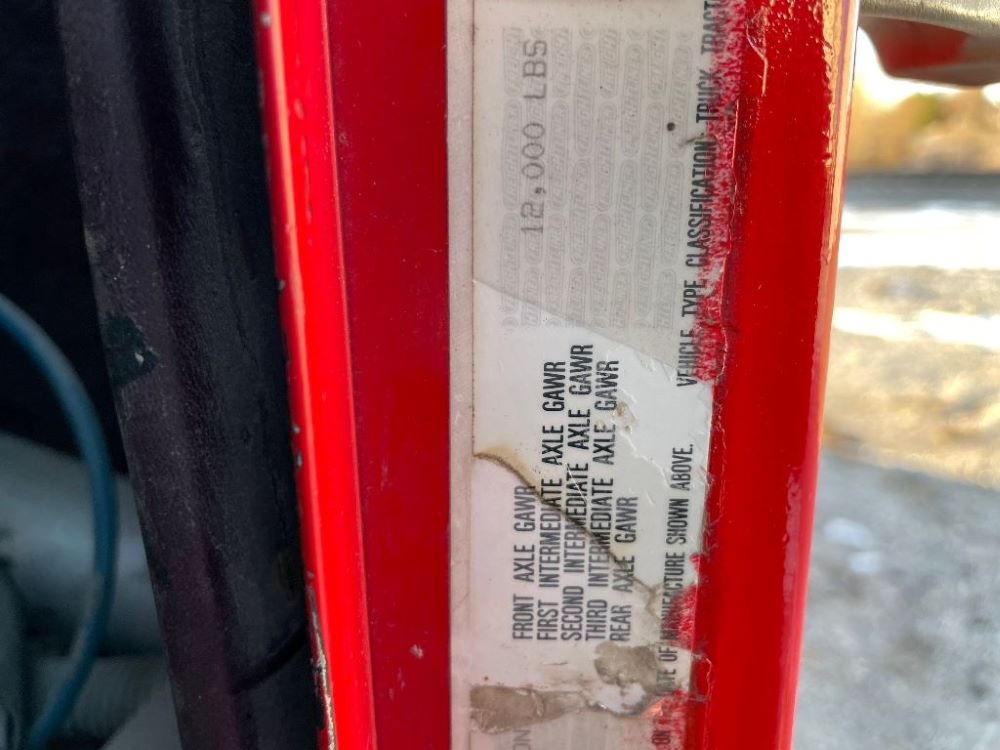 FRONT AXLE GAWR 12,000 LBS
FIRST INTERMEDIATE AXLE GAWR
SECOND INTERMEDIATE AXLE GAWR
THIRD INTERMEDIATE AXLE GAWR
REAR AXLE GAWR
OF MANUFACTURE SHOWN ABOVE.
VEHICLE TYPE CLASSIFICATION TRUCK TRACT